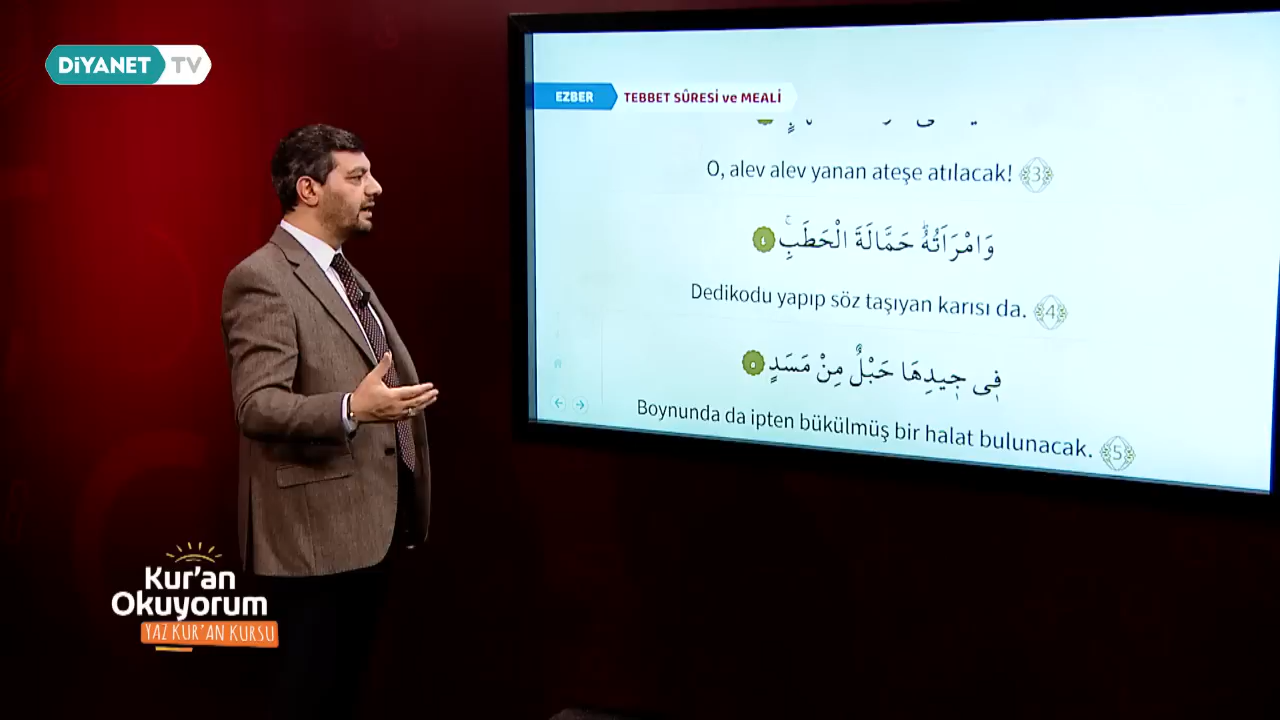 DİYANET TV
EZBER
TEBBET SÛRESİ ve MEALİ
O, alev alev yanan ateşe atılacak! 3
وَامْرَاَتُهُۜ حَمَّالَةَ الْحَطَبِۚ ٤
Dedikodu yapıp söz taşıyan karısı da. 4
ف۪ي ج۪يدِهَا حَبْلٌ مِنْ مَسَدٍ ٥
Boynunda da ipten bükülmüş bir halat bulunacak. 5
Kur'an
Okuyorum
YAZ KUR'AN KURSU